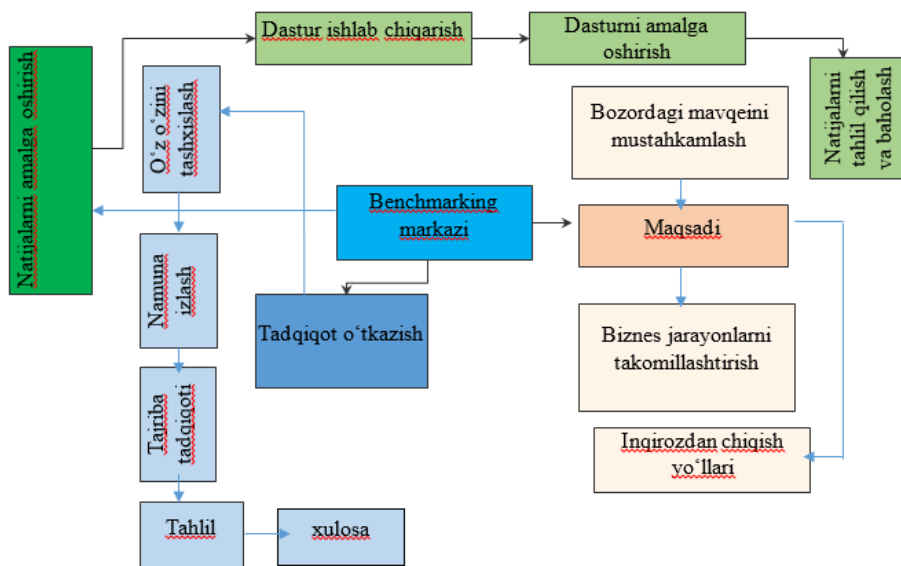 Dastur ishlab chiqarish
Dasturni amalga
oshirish
Natijalarni amalga oshirish
O‘z o‘zini
tashxislash
Bozordagi mavqeini
mustahkamlash
Natijalarni
tahlil qilish
va baholash
Benchmarking
markazi
Maqsadi
Namuna
izlash
Tadqiqot o‘tkazish
Biznes jarayonlarni
takomillashtirish
Tajriba
tadqiqoti
Inqirozdan chiqish
yo‘llari
Tahlil
xulosa